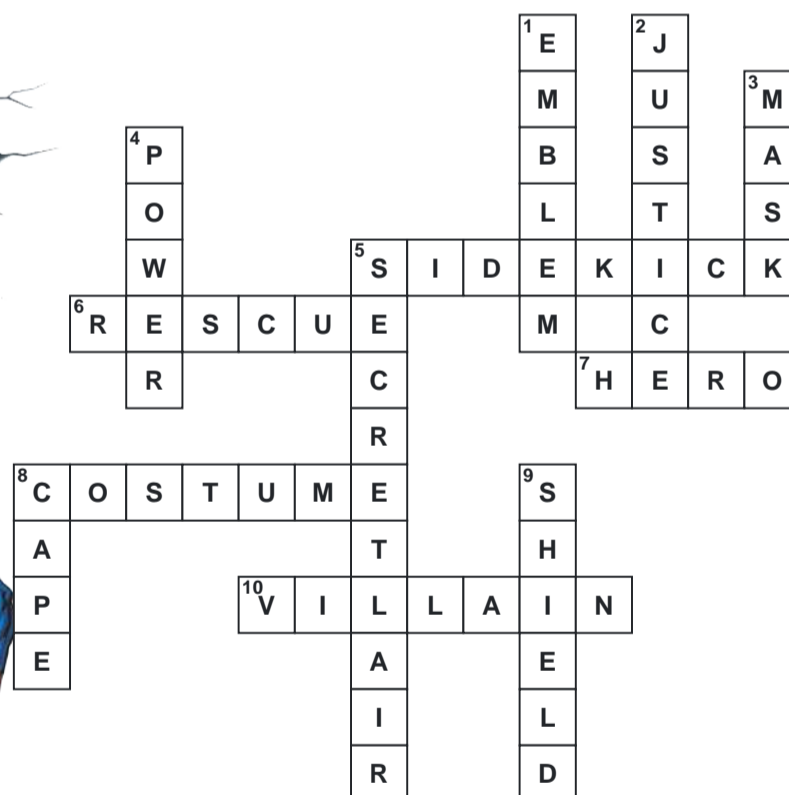 1 E 2 J
M U 3 M
4 P B S A
O L T S
W 5 S I D E K I C K
6 R E S C U E M C
R C 7 H E R O
R
8 C O S T U M E 9 S
A T H
P 10 V I L L A I N
E A E
I L
R D